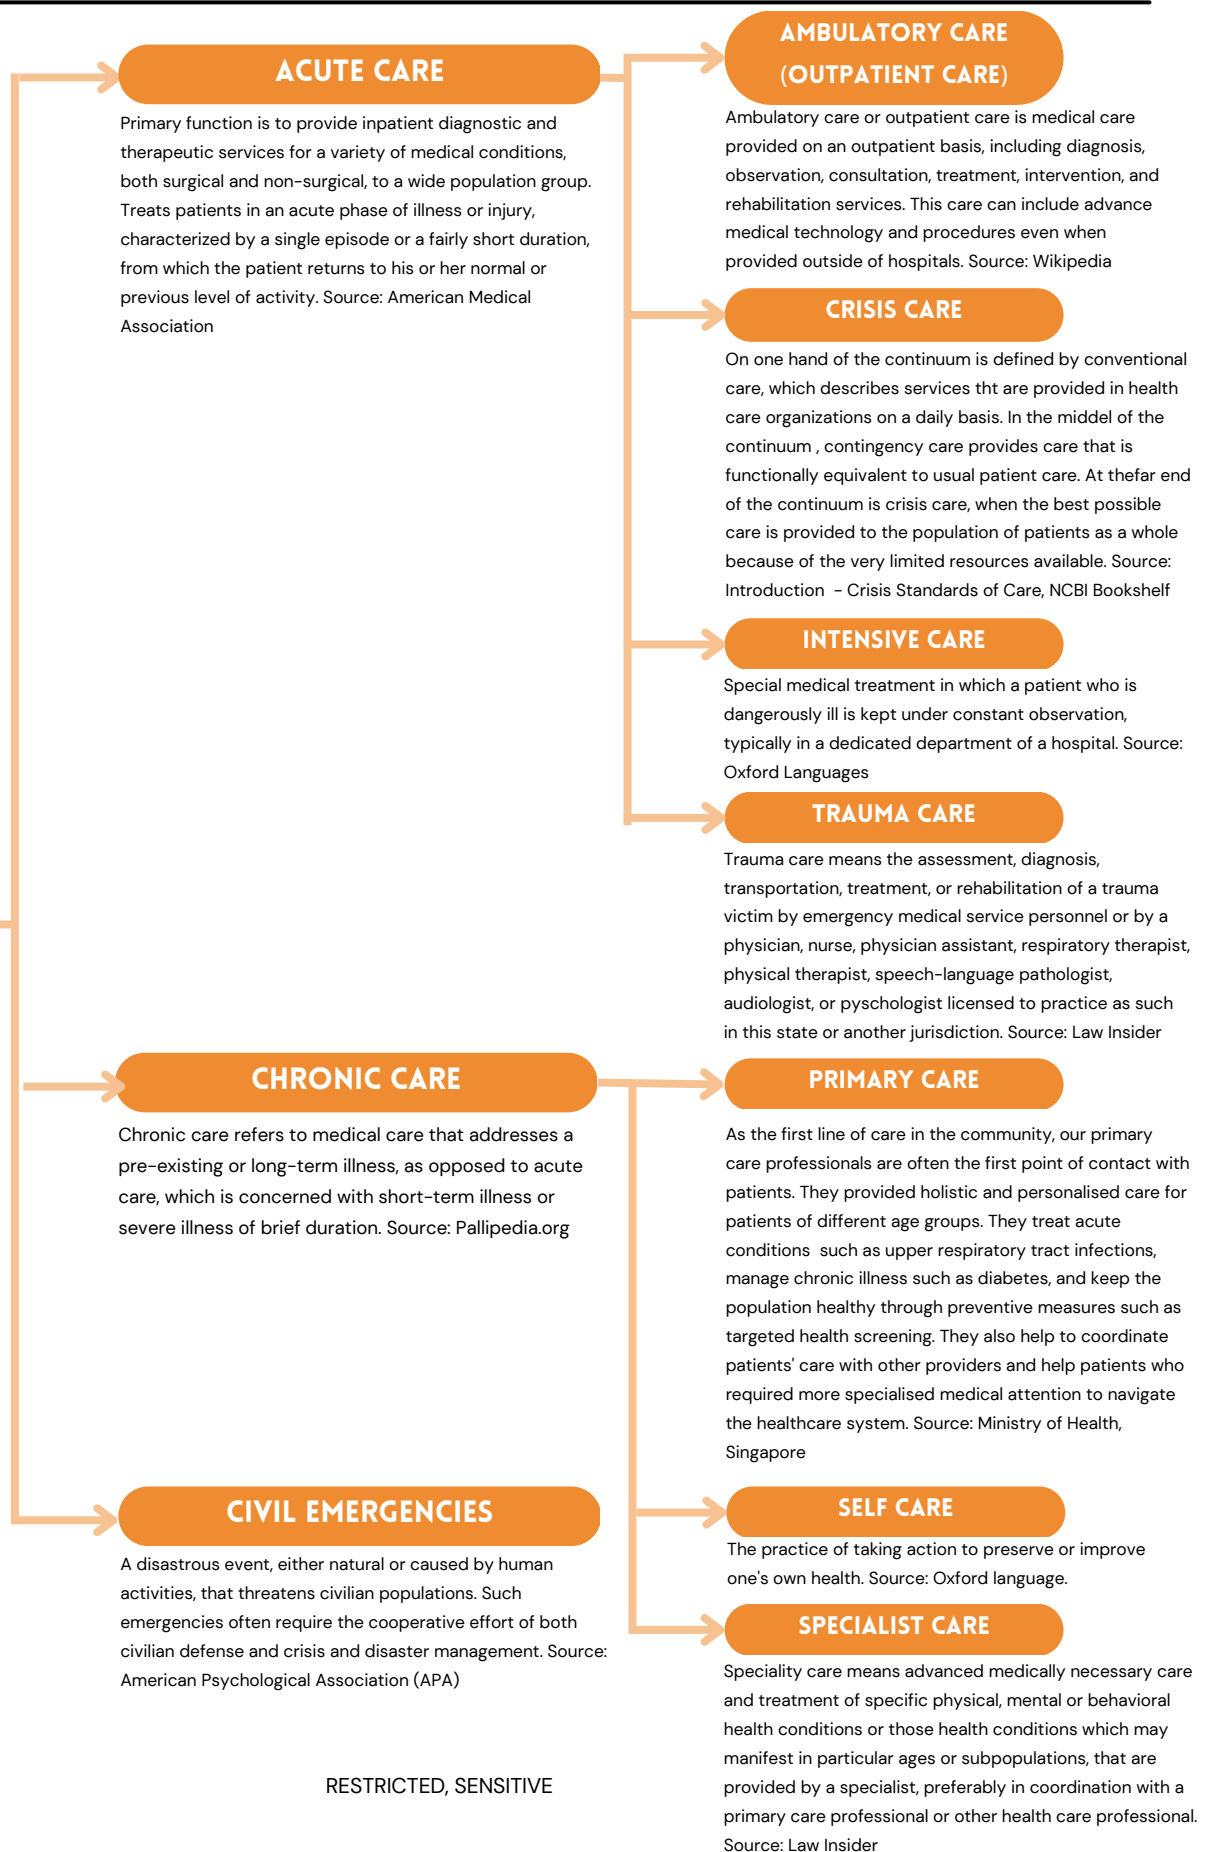 ACUTE CARE
Primary function is to provide inpatient diagnostic and
therapeutic services for a variety of medical conditions,
both surgical and non-surgical, to a wide population group.
Treats patients in an acute phase of illness or injury,
characterized by a single episode or a fairly short duration,
from which the patient returns to his or her normal or
previous level of activity. Source: American Medical
Association
AMBULATORY CARE
(OUTPATIENT CARE)
Ambulatory care or outpatient care is medical care
provided on an outpatient basis, including diagnosis,
observation, consultation, treatment, intervention, and
rehabilitation services. This care can include advance
medical technology and procedures even when
provided outside of hospitals. Source: Wikipedia
CRISIS CARE
On one hand of the continuum is defined by conventional
care, which describes services tht are provided in health
care organizations on a daily basis. In the middel of the
continuum , contingency care provides care that is
functionally equivalent to usual patient care. At thefar end
of the continuum is crisis care, when the best possible
care is provided to the population of patients as a whole
because of the very limited resources available. Source:
Introduction - Crisis Standards of Care, NCBI Bookshelf
INTENSIVE CARE
Special medical treatment in which a patient who is
dangerously ill is kept under constant observation,
typically in a dedicated department of a hospital. Source:
Oxford Languages
TRAUMA CARE
Trauma care means the assessment, diagnosis,
transportation, treatment, or rehabilitation of a trauma
victim by emergency medical service personnel or by a
physician, nurse, physician assistant, respiratory therapist,
physical therapist, speech-language pathologist,
audiologist, or pyschologist licensed to practice as such
in this state or another jurisdiction. Source: Law Insider
CHRONIC CARE
Chronic care refers to medical care that addresses a
pre-existing or long-term illness, as opposed to acute
care, which is concerned with short-term illness or
severe illness of brief duration. Source: Pallipedia.org
PRIMARY CARE
As the first line of care in the community, our primary
care professionals are often the first point of contact with
patients. They provided holistic and personalised care for
patients of different age groups. They treat acute
conditions such as upper respiratory tract infections,
manage chronic illness such as diabetes, and keep the
population healthy through preventive measures such as
targeted health screening. They also help to coordinate
patients' care with other providers and help patients who
required more specialised medical attention to navigate
the healthcare system. Source: Ministry of Health,
Singapore
SELF CARE
The practice of taking action to preserve or improve
one's own health. Source: Oxford language.
SPECIALIST CARE
Speciality care means advanced medically necessary care
and treatment of specific physical, mental or behavioral
health conditions or those health conditions which may
manifest in particular ages or subpopulations, that are
provided by a specialist, preferably in coordination with a
primary care professional or other health care professional.
Source: Law Insider
CIVIL EMERGENCIES
A disastrous event, either natural or caused by human
activities, that threatens civilian populations. Such
emergencies often require the cooperative effort of both
civilian defense and crisis and disaster management. Source:
American Psychological Association (APA)
RESTRICTED, SENSITIVE